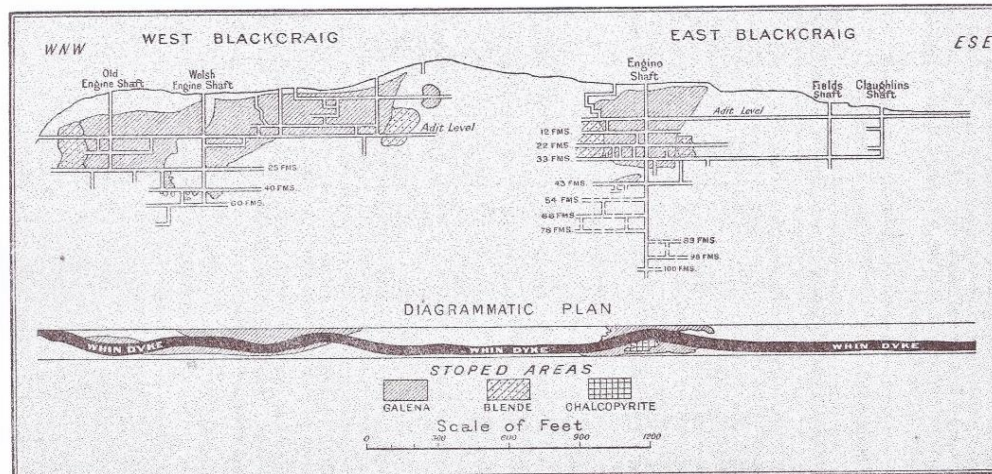 WEST BLACKCRAIG
EAST BLACKCRAIG
WNW
ESE
Old
Engine Shaft
Welsh
Engine Shaft
Engine
Shaft
Fields
Shaft
Claughlins
Shaft
Adit Level
Adit Level
12 FMS.
22 FMS.
33 FMS.
25 FMS.
40 FMS.
60 FMS.
43 FMS.
54 FMS.
66 FMS.
78 FMS.
89 FMS.
98 FMS.
100 FMS.
DIAGRAMMATIC PLAN
WHIN DYKE
WHIN DYKE
WHIN DYKE
STOPED AREAS
GALENA
BLENDE
CHALCOPYRITE
Scale of Feet
0 300 600 900 1200